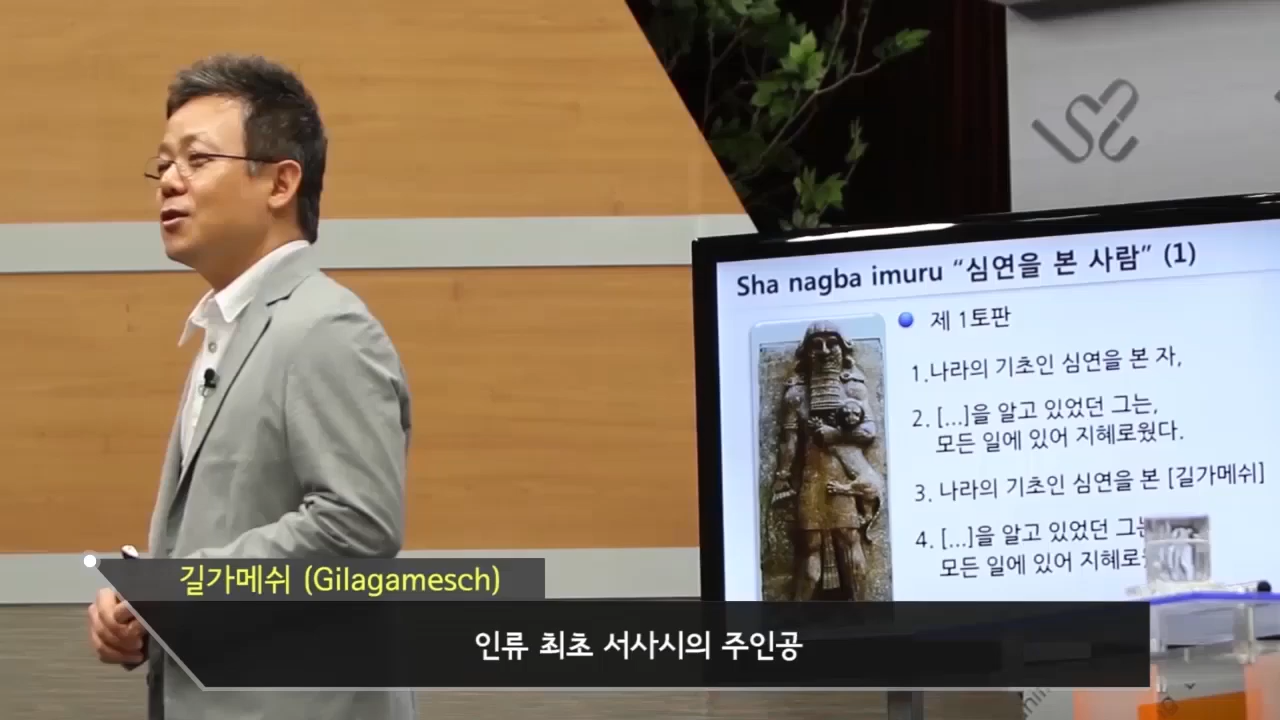 Sha nagba imuru “심연을 본 사람” (1)
제 1토판
1.나라의 기초인 심연을 본 자,
2. [...]을 알고 있었던 그는,
모든 일에 있어 지혜로웠다.
3. 나라의 기초인 심연을 본 [길가메쉬]
4. [...]을 알고 있었던
모든 일에 있어
길가메쉬 (Gilagamesch)
인류 최초 서사시의 주인공